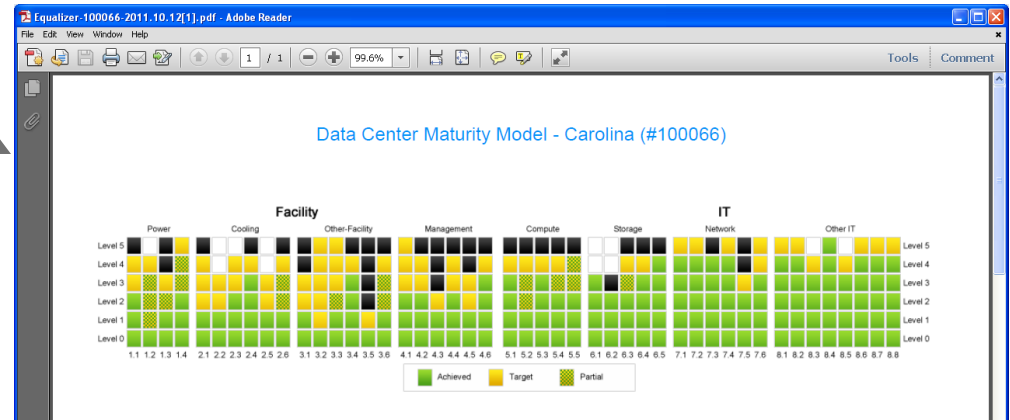 Equalizer-100066-2011.10.12[1].pdf - Adobe Reader
File Edit View Window Help
1 / 1 99.6% Tools Comment
Data Center Maturity Model - Carolina (#100066)
Facility IT
Power Cooling Other-Facility Management Compute Storage Network Other IT
Level 5 Level 5
Level 4 Level 4
Level 3 Level 3
Level 2 Level 2
Level 1 Level 1
Level 0 Level 0
1.1 1.2 1.3 1.4 2.1 2.2 2.3 2.4 2.5 2.6 3.1 3.2 3.3 3.4 3.5 3.6 4.1 4.2 4.3 4.4 4.5 4.6 5.1 5.2 5.3 5.4 5.5 6.1 6.2 6.3 6.4 6.5 7.1 7.2 7.3 7.4 7.5 7.6 8.1 8.2 8.3 8.4 8.5 8.6 8.7 8.8
Achieved Target Partial